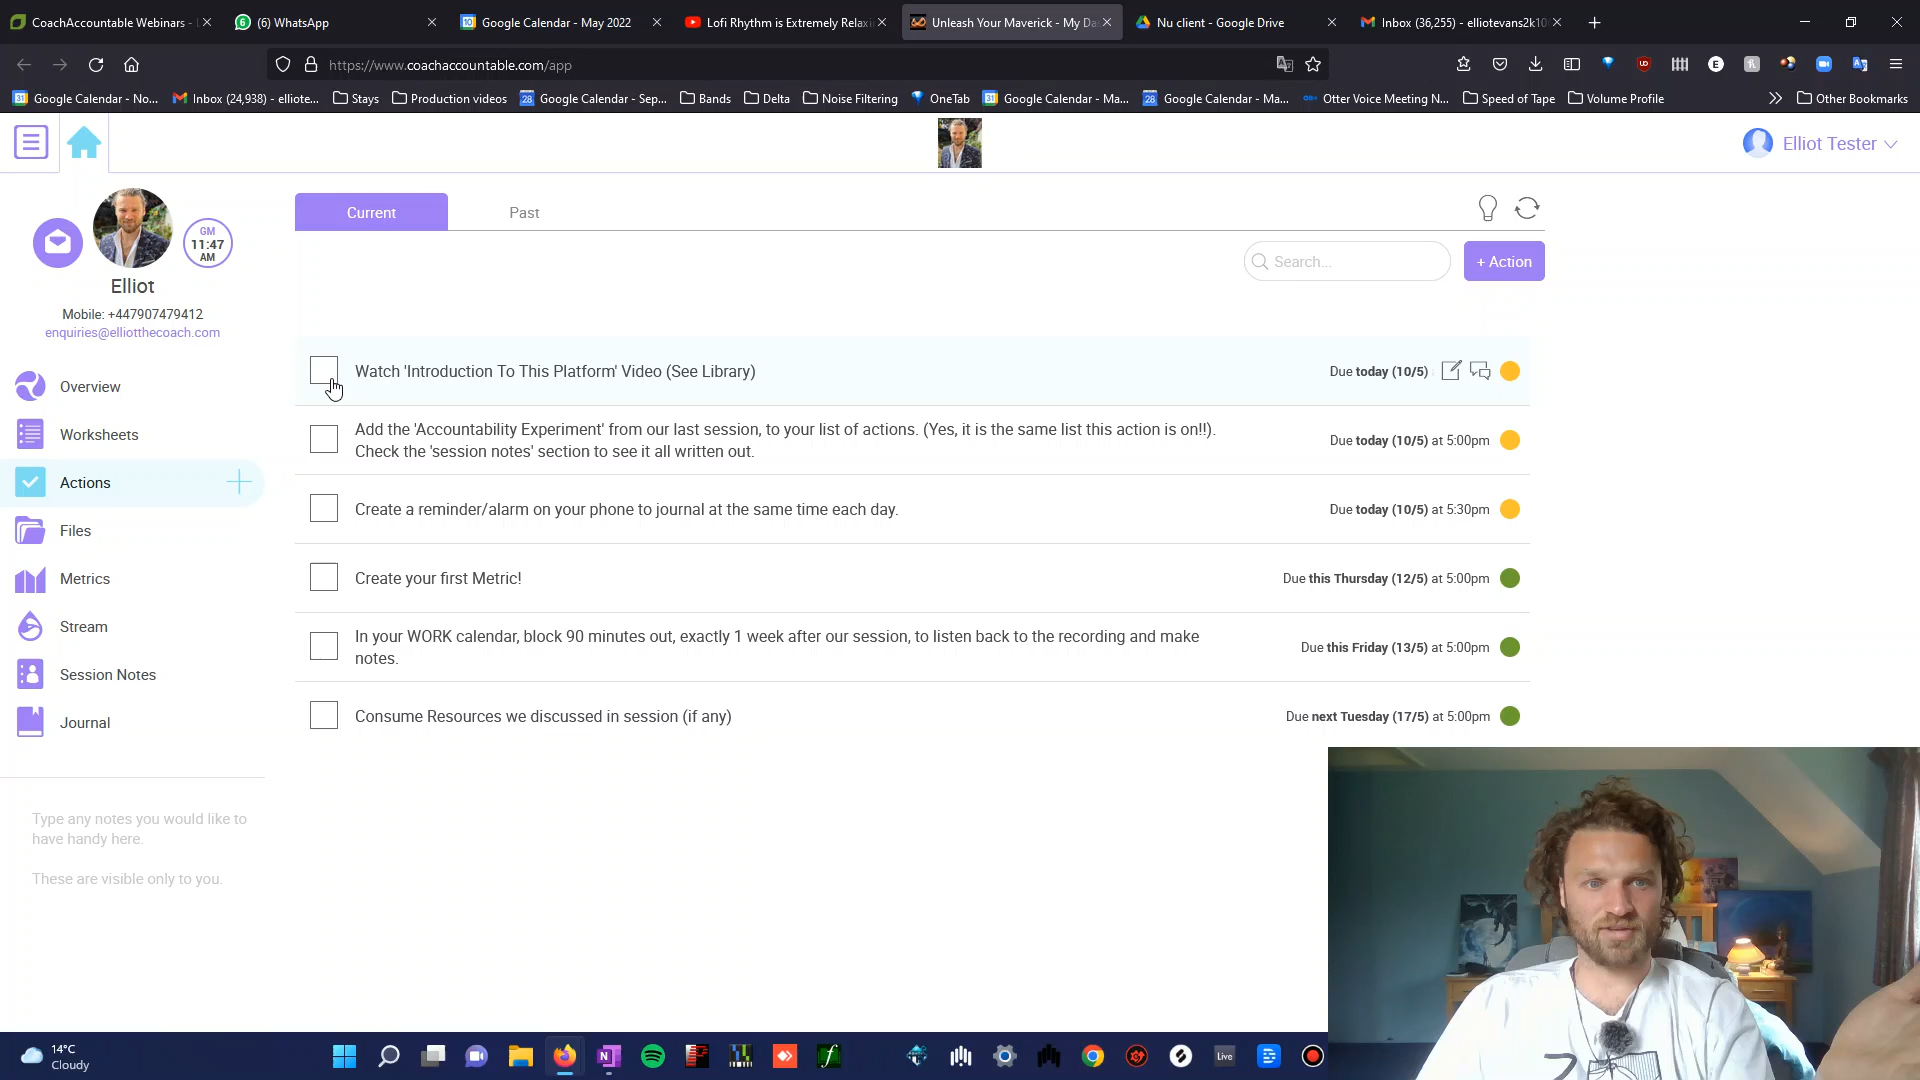 CoachAccountable Webinars -
(6) WhatsApp
Google Calendar - May 2022
Lofi Rhythm is Extremely Relaxi
Unleash Your Maverick - My Da
Nu client - Google Drive
Inbox (36,255) - elliotevans2k10
https://www.coachaccountable.com/app
Google Calendar - No...
Inbox (24,938) - elliote...
Stays
Production videos
Google Calendar - Sep...
Bands
Delta
Noise Filtering
OneTab
Google Calendar - Ma...
Google Calendar - Ma...
Otter Voice Meeting N...
Speed of Tape
Volume Profile
Other Bookmarks
Elliot Tester
GM
11:47
AM
Elliot
Mobile: +447907479412
enquiries@elliotthecoach.com
Overview
Worksheets
Actions
Files
Metrics
Stream
Session Notes
Journal
Type any notes you would like to
have handy here.
These are visible only to you.
Current
Past
Search...
+ Action
Watch 'Introduction To This Platform' Video (See Library)
Due today (10/5)
Add the 'Accountability Experiment' from our last session, to your list of actions. (Yes, it is the same list this action is on!!).
Check the 'session notes' section to see it all written out.
Due today (10/5) at 5:00pm
Create a reminder/alarm on your phone to journal at the same time each day.
Due today (10/5) at 5:30pm
Create your first Metric!
Due this Thursday (12/5) at 5:00pm
In your WORK calendar, block 90 minutes out, exactly 1 week after our session, to listen back to the recording and make
notes.
Due this Friday (13/5) at 5:00pm
Consume Resources we discussed in session (if any)
Due next Tuesday (17/5) at 5:00pm
14°C
Cloudy
Live